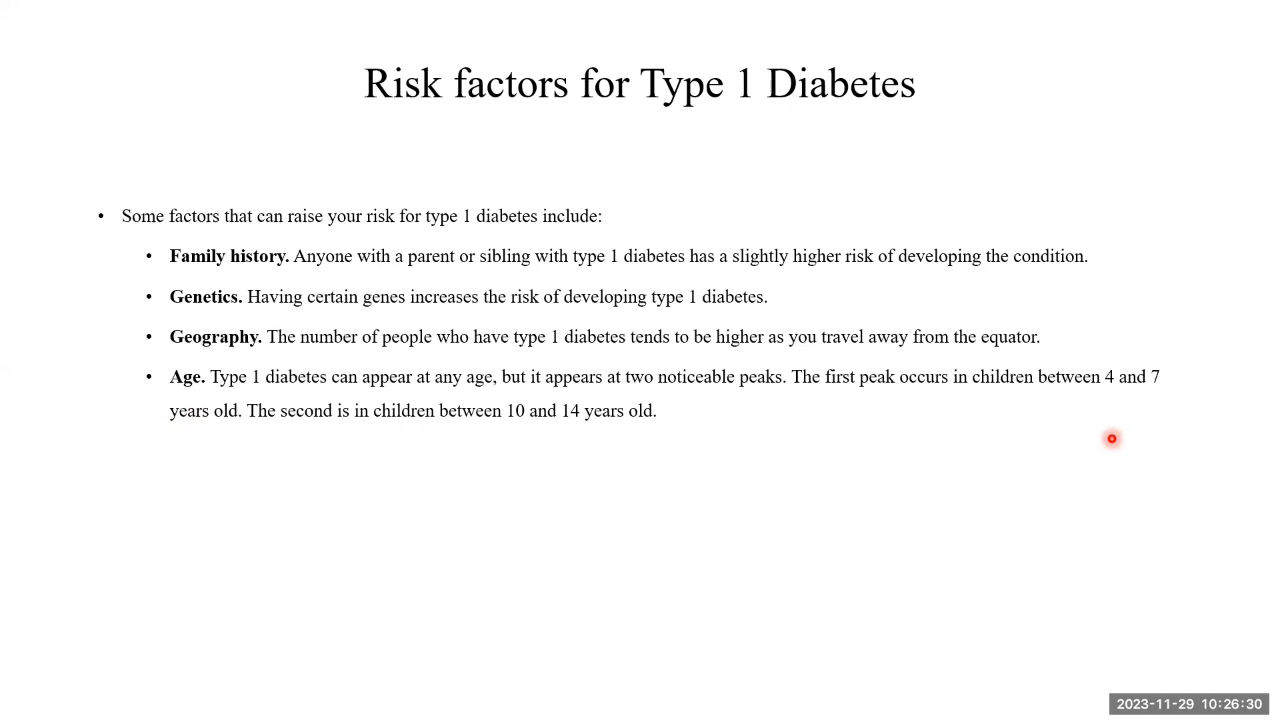 Risk factors for Type 1 Diabetes
• Some factors that can raise your risk for type 1 diabetes include:
• Family history. Anyone with a parent or sibling with type 1 diabetes has a slightly higher risk of developing the condition.
• Genetics. Having certain genes increases the risk of developing type 1 diabetes.
• Geography. The number of people who have type 1 diabetes tends to be higher as you travel away from the equator.
• Age. Type 1 diabetes can appear at any age, but it appears at two noticeable peaks. The first peak occurs in children between 4 and 7
years old. The second is in children between 10 and 14 years old.
2023-11-29 10:26:30